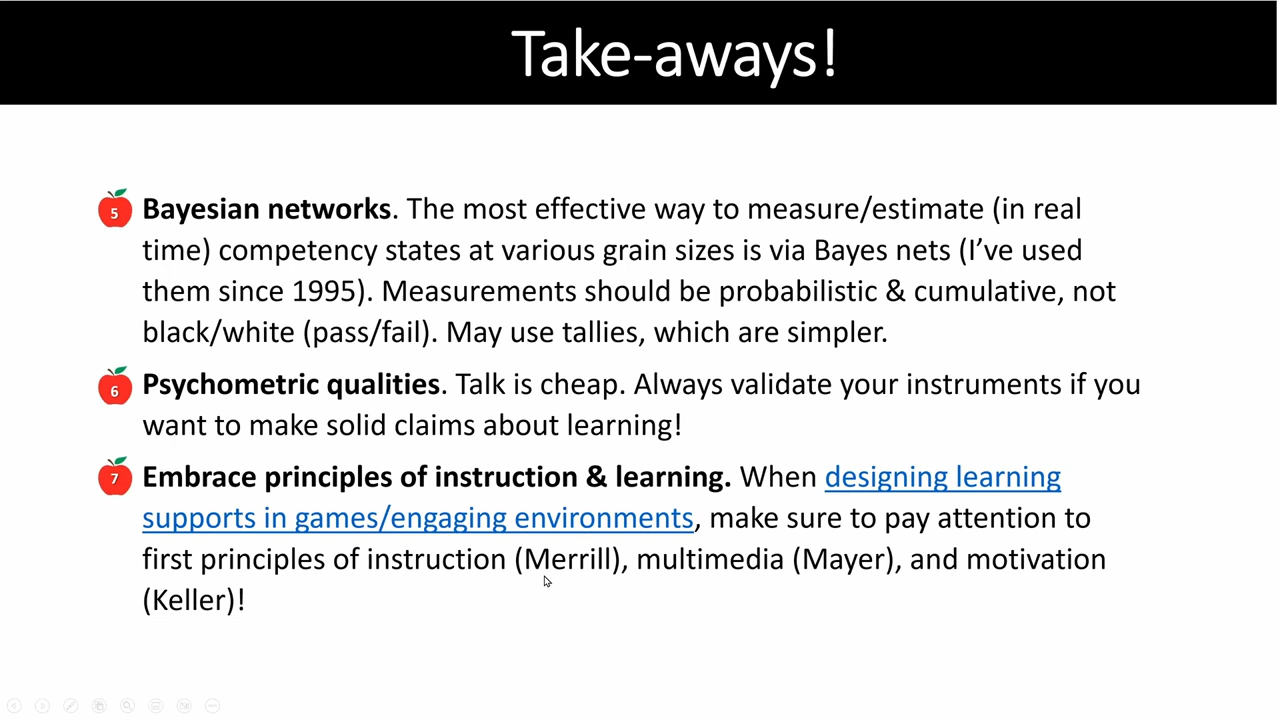 Take-aways!
5 Bayesian networks. The most effective way to measure/estimate (in real
time) competency states at various grain sizes is via Bayes nets (I’ve used
them since 1995). Measurements should be probabilistic & cumulative, not
black/white (pass/fail). May use tallies, which are simpler.
6 Psychometric qualities. Talk is cheap. Always validate your instruments if you
want to make solid claims about learning!
7 Embrace principles of instruction & learning. When designing learning
supports in games/engaging environments, make sure to pay attention to
first principles of instruction (Merrill), multimedia (Mayer), and motivation
(Keller)!